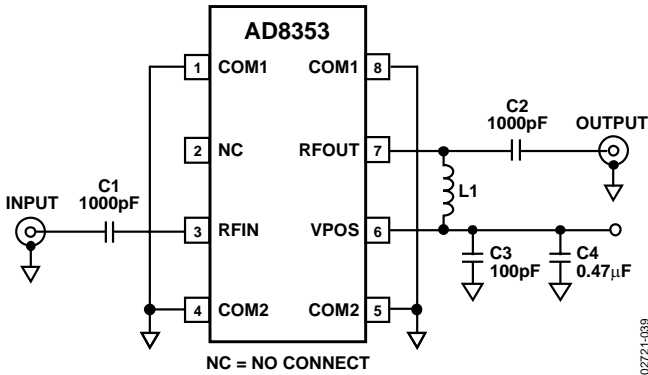 AD8353
1 COM1
COM1 8
2 NC
RFOUT 7
C2
1000pF
OUTPUT
L1
C1
1000pF
INPUT
3 RFIN
VPOS 6
C3
100pF
C4
0.47μF
4 COM2
COM2 5
NC = NO CONNECT
02721-039